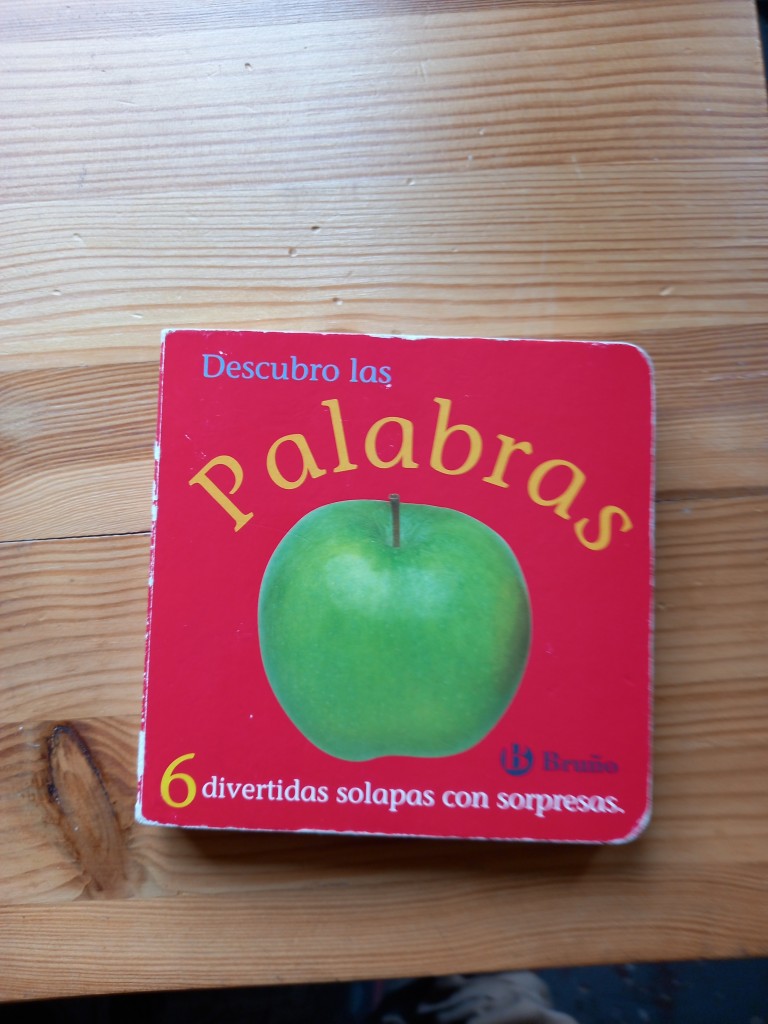 Descubro las
Palabras
Bruño
6 divertidas solapas con sorpresas.